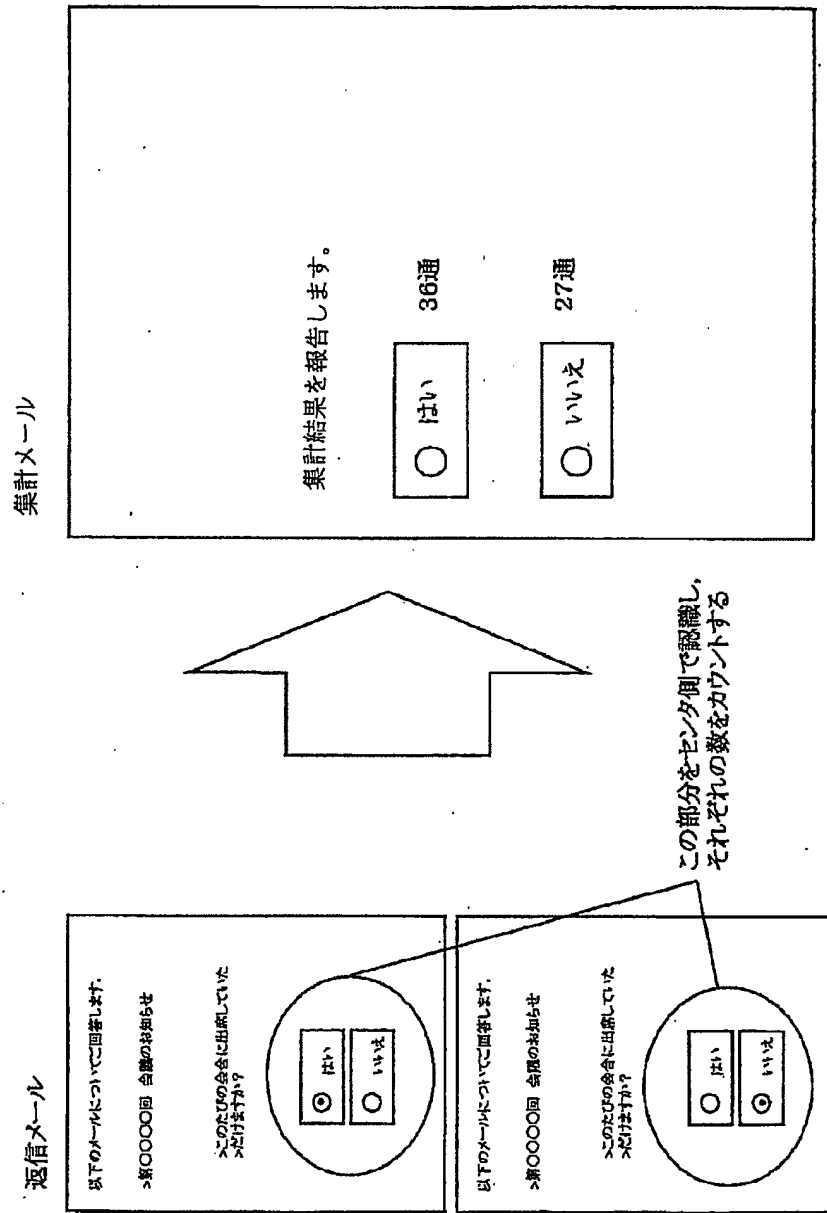 返信メール
以下のメールについてご回答します。
>第〇〇〇〇回 会議のお知らせ
>このたびの会合に出席していた
>だけますか?
はい
いいえ
以下のメールについてご回答します。
>第〇〇〇〇回 会議のお知らせ
>このたびの会合に出席していた
>だけますか?
はい
いいえ
この部分をセンタ側で認識し,
それぞれの数をカウントする
集計メール
集計結果を報告します。
はい 36通
いいえ 27通